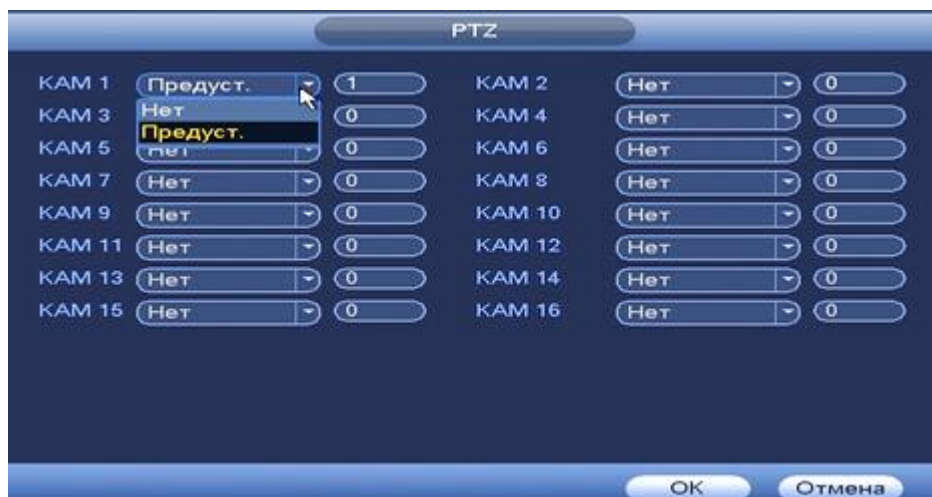 PTZ
КАМ 1 Предуст. 1 КАМ 2 Нет 0
КАМ 3 Нет 0 КАМ 4 Нет 0
Предуст.
КАМ 5 Нет 0 КАМ 6 Нет 0
КАМ 7 Нет 0 КАМ 8 Нет 0
КАМ 9 Нет 0 КАМ 10 Нет 0
КАМ 11 Нет 0 КАМ 12 Нет 0
КАМ 13 Нет 0 КАМ 14 Нет 0
КАМ 15 Нет 0 КАМ 16 Нет 0
OK Отмена